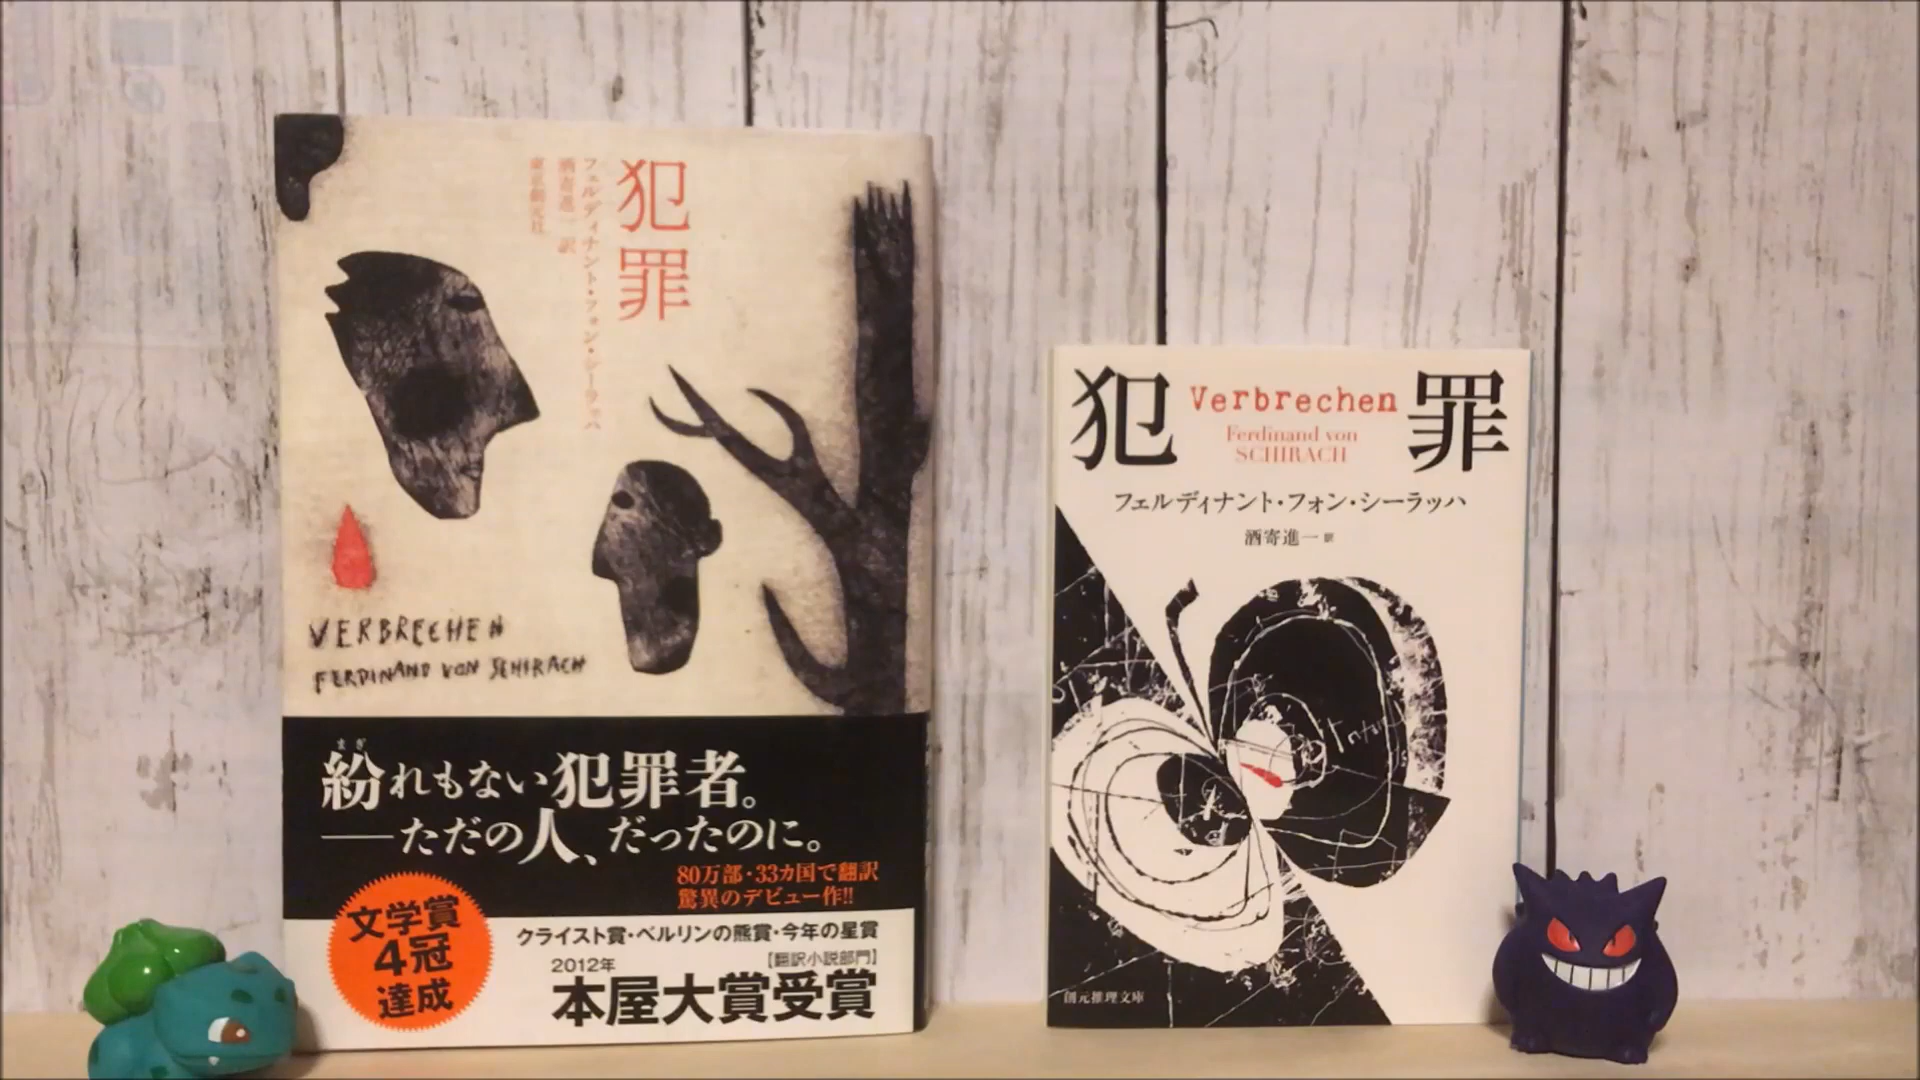 犯罪
フェルディナント・フォン・シーラッハ
酒寄進一 訳
東京創元社
VERBRECHEN
FERDINAND VON SCHIRACH
まぎ
紛れもない犯罪者。
──ただの人、だったのに。
80万部・33カ国で翻訳
驚異のデビュー作!!
文学賞
4冠
達成
クライスト賞・ベルリンの熊賞・今年の星賞
2012年
【翻訳小説部門】
本屋大賞受賞
犯罪
Verbrechen
Ferdinand von
SCHIRACH
フェルディナント・フォン・シーラッハ
酒寄進一 訳
創元推理文庫